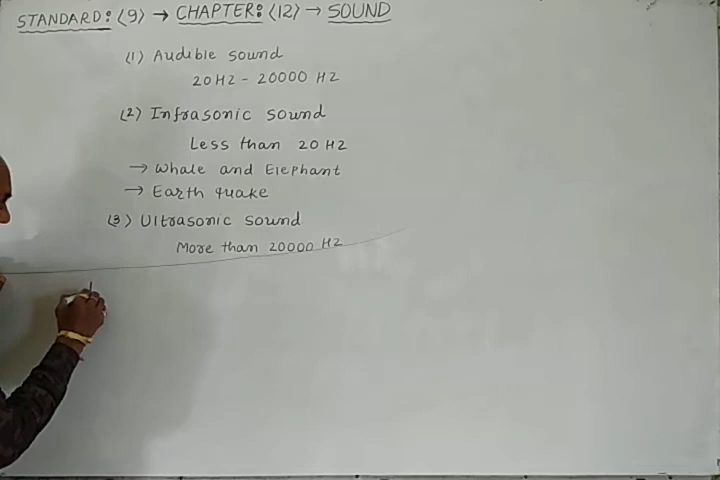 STANDARD: <9> → CHAPTER: <12> → SOUND
(1) Audible sound
20HZ - 20000 HZ
(2) Infrasonic sound
Less than 20 HZ
→ Whale and Elephant
→ Earth quake
(3) Ultrasonic sound
More than 20000 HZ